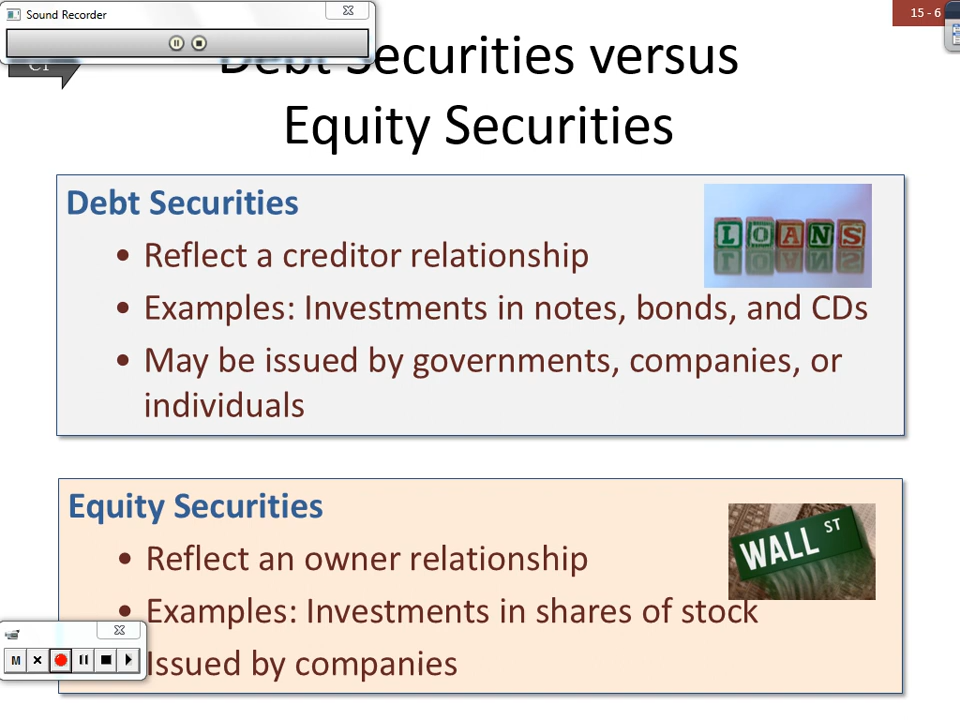 Sound Recorder
15 - 6
C1
Debt Securities versus
Equity Securities
Debt Securities
LOANS
• Reflect a creditor relationship
• Examples: Investments in notes, bonds, and CDs
• May be issued by governments, companies, or
individuals
Equity Securities
WALL ST
• Reflect an owner relationship
• Examples: Investments in shares of stock
Issued by companies
M